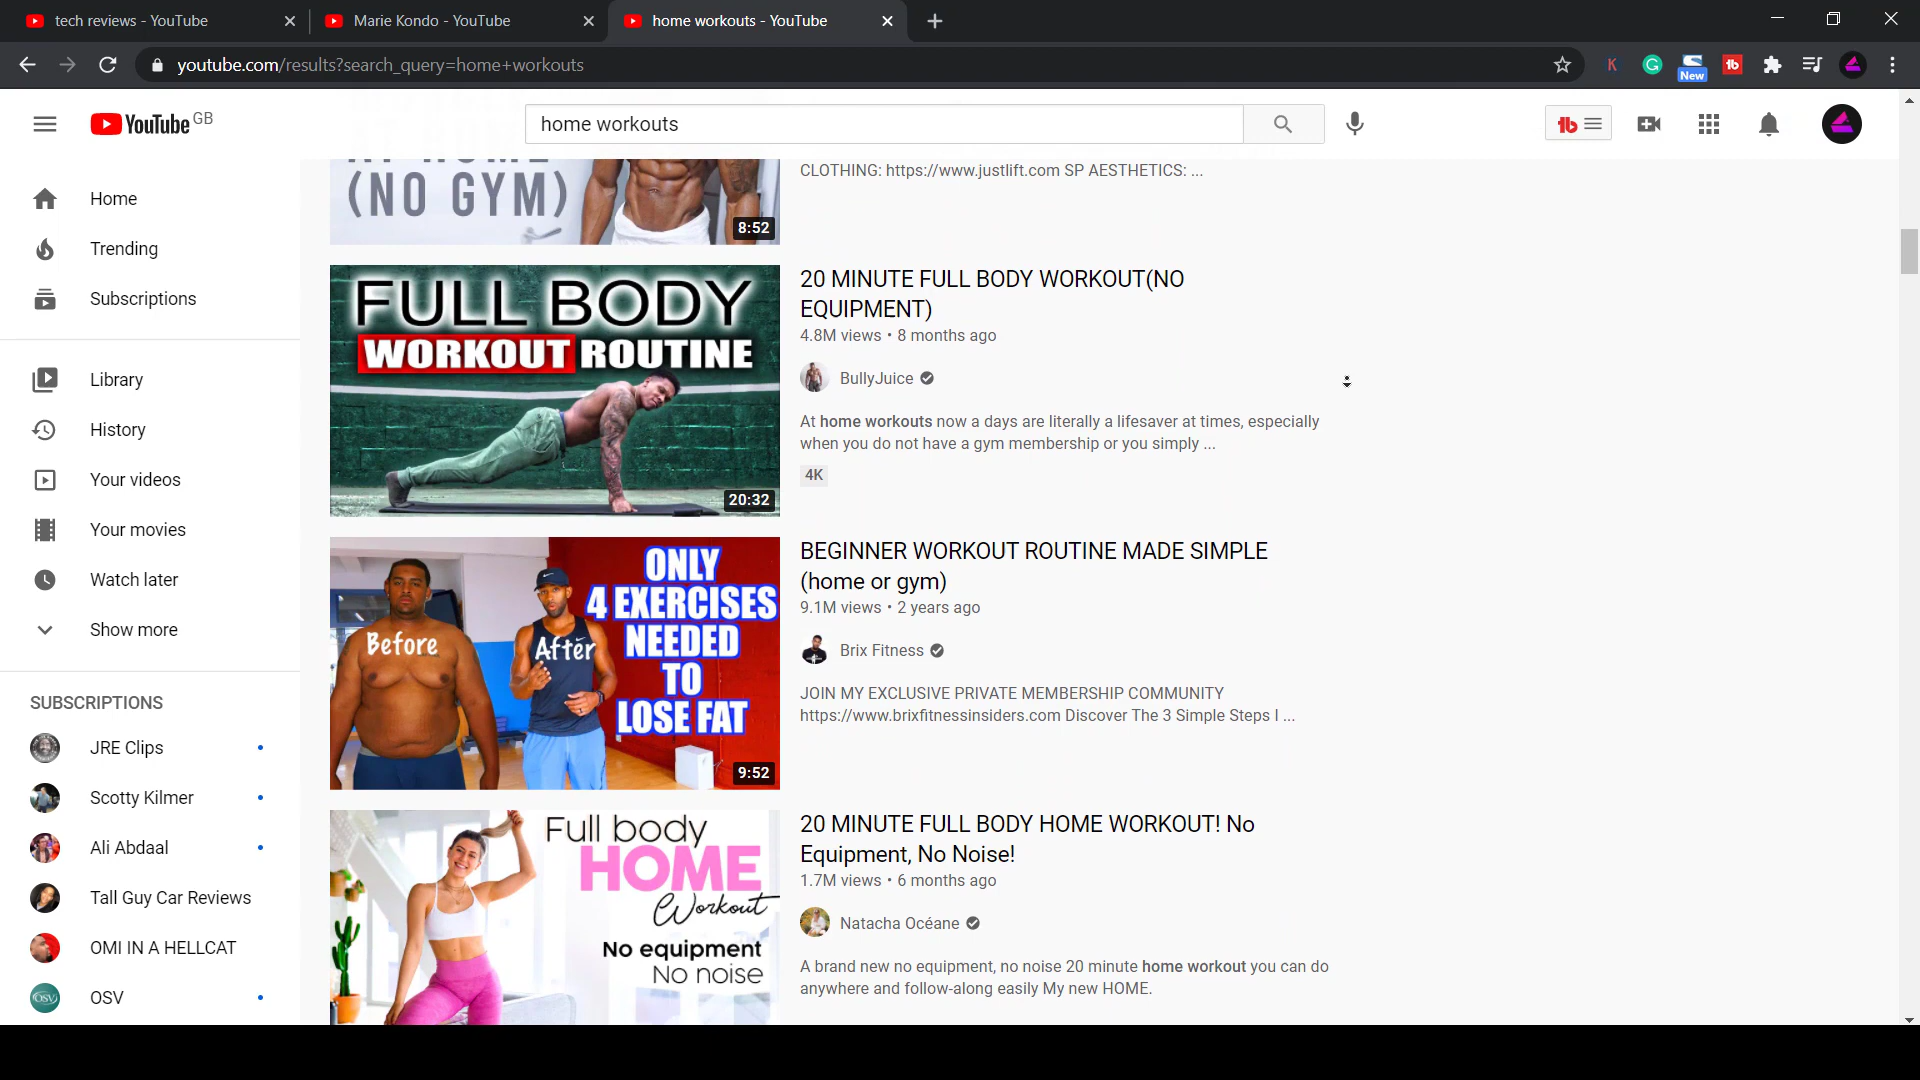 tech reviews - YouTube
Marie Kondo - YouTube
home workouts - YouTube
youtube.com/results?search_query=home+workouts
K
G
New
tb
YouTube GB
home workouts
tb
(NO GYM)
8:52
CLOTHING: https://www.justlift.com SP AESTHETICS: ...
Home
Trending
Subscriptions
Library
History
Your videos
Your movies
Watch later
Show more
SUBSCRIPTIONS
JRE Clips
Scotty Kilmer
Ali Abdaal
Tall Guy Car Reviews
OMI IN A HELLCAT
OSV
OSV
FULL BODY
WORKOUT ROUTINE
20:32
20 MINUTE FULL BODY WORKOUT(NO
EQUIPMENT)
4.8M views • 8 months ago
BullyJuice
At home workouts now a days are literally a lifesaver at times, especially
when you do not have a gym membership or you simply ...
4K
Before
After
ONLY
4 EXERCISES
NEEDED
TO
LOSE FAT
9:52
BEGINNER WORKOUT ROUTINE MADE SIMPLE
(home or gym)
9.1M views • 2 years ago
Brix Fitness
JOIN MY EXCLUSIVE PRIVATE MEMBERSHIP COMMUNITY
https://www.brixfitnessinsiders.com Discover The 3 Simple Steps I ...
Full body
HOME
Workout
No equipment
No noise
20 MINUTE FULL BODY HOME WORKOUT! No
Equipment, No Noise!
1.7M views • 6 months ago
Natacha Océane
A brand new no equipment, no noise 20 minute home workout you can do
anywhere and follow-along easily My new HOME.